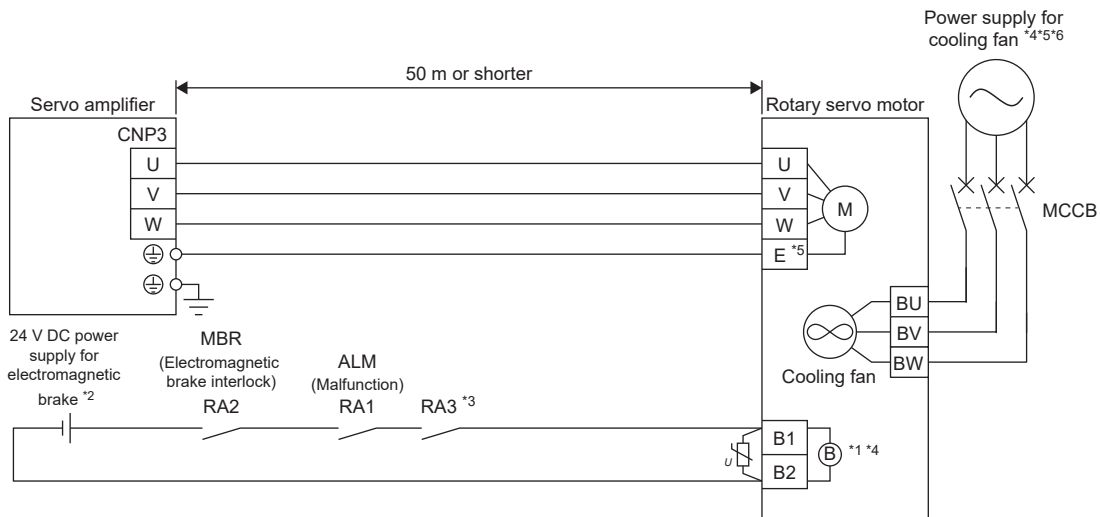 Power supply for
cooling fan *4*5*6
50 m or shorter
Servo amplifier
Rotary servo motor
CNP3
U
V
W
U
V
W
E *5
M
MCCB
BU
BV
BW
Cooling fan
24 V DC power
supply for
electromagnetic
brake *2
MBR
(Electromagnetic
brake interlock)
RA2
ALM
(Malfunction)
RA1
RA3 *3
U
B1
B2
B
*1 *4